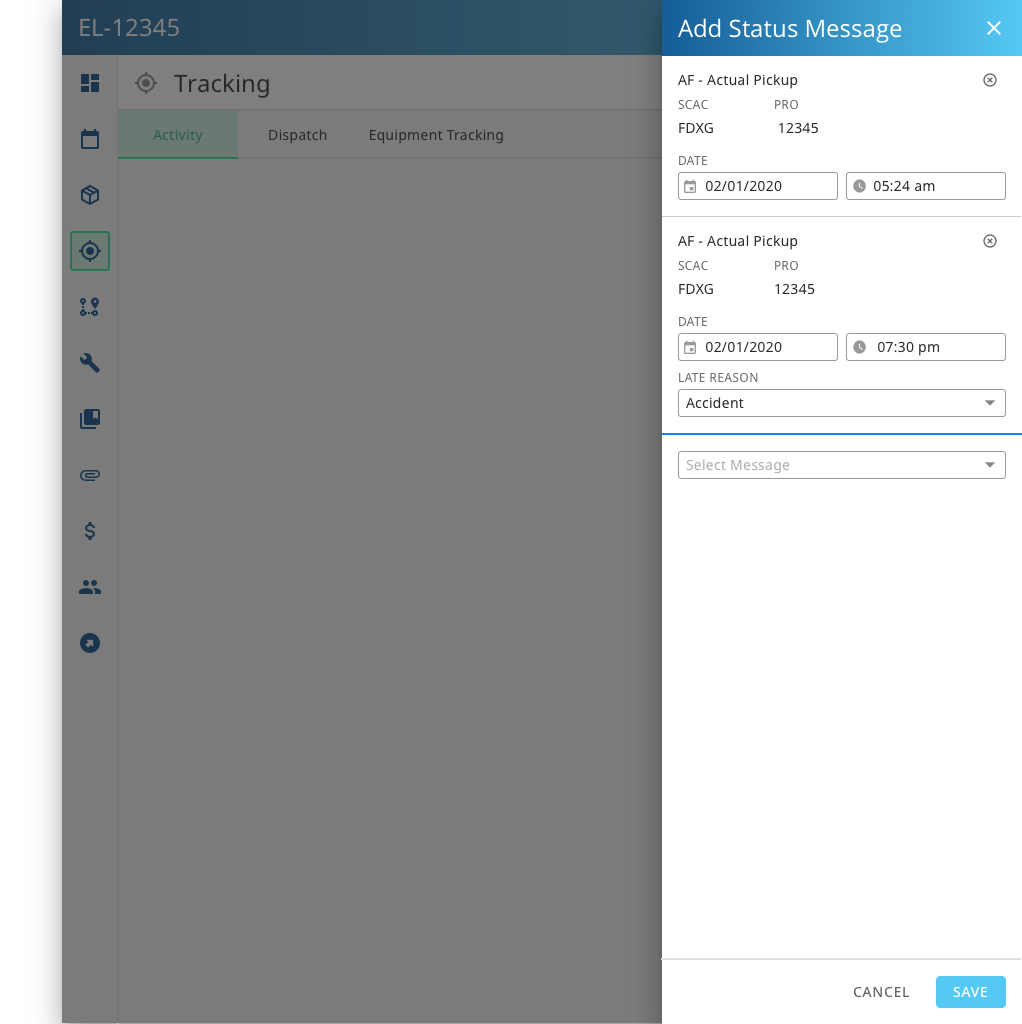 EL-12345
Tracking
Activity Dispatch Equipment Tracking
Add Status Message
AF - Actual Pickup
SCAC PRO
FDXG 12345
DATE
02/01/2020 05:24 am
AF - Actual Pickup
SCAC PRO
FDXG 12345
DATE
02/01/2020 07:30 pm
LATE REASON
Accident
Select Message
CANCEL SAVE